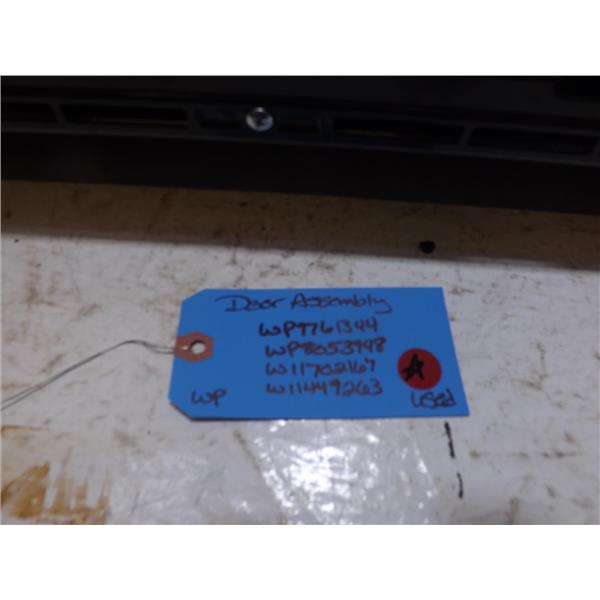 Door Assembly
WP9761344
WP8053948
W11702167
W11449263
WP
A
used